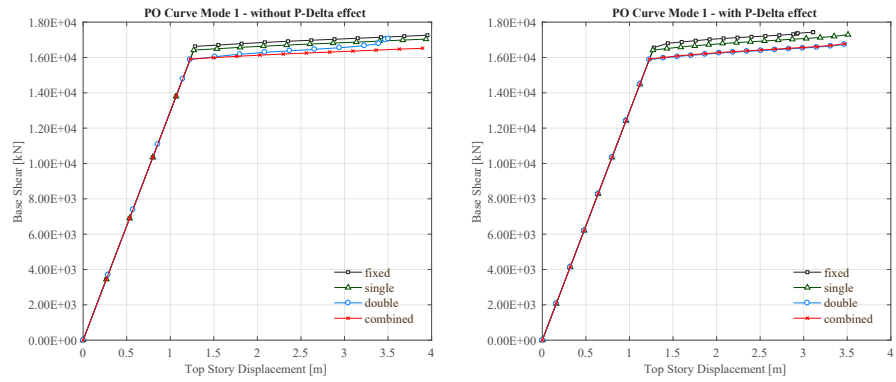 PO Curve Mode 1 - without P-Delta effect
1.80E+04
1.60E+04
1.40E+04
1.20E+04
1.00E+04
8.00E+03
6.00E+03
4.00E+03
2.00E+03
0.00E+00
Base Shear [kN]
fixed
single
double
combined
0 0.5 1 1.5 2 2.5 3 3.5 4
Top Story Displacement [m]
PO Curve Mode 1 - with P-Delta effect
1.80E+04
1.60E+04
1.40E+04
1.20E+04
1.00E+04
8.00E+03
6.00E+03
4.00E+03
2.00E+03
0.00E+00
Base Shear [kN]
fixed
single
double
combined
0 0.5 1 1.5 2 2.5 3 3.5 4
Top Story Displacement [m]